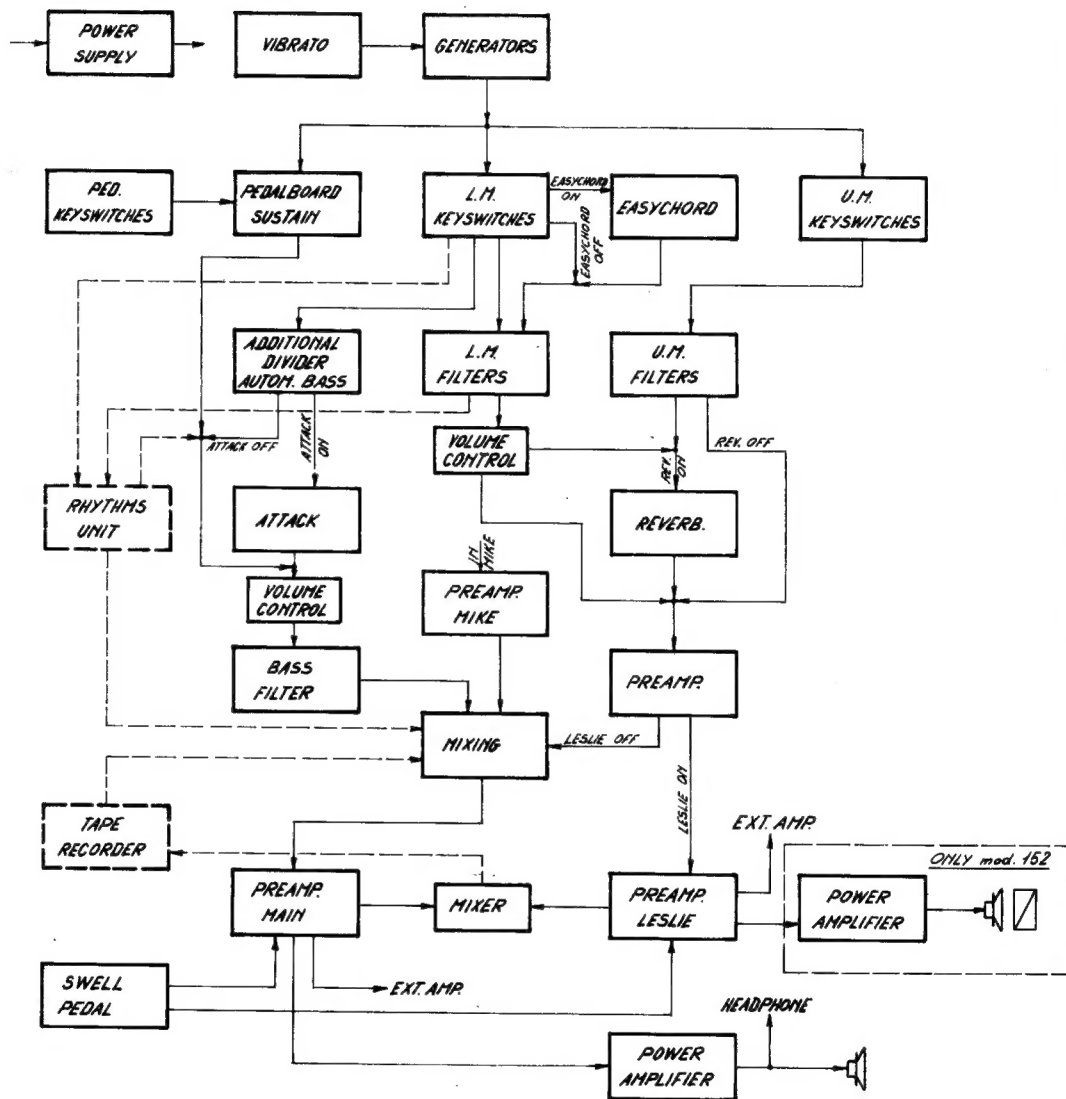 POWER
SUPPLY
VIBRATO
GENERATORS
PED.
KEYSWITCHES
PEDALBOARD
SUSTAIN
L.M.
KEYSWITCHES
EASYCHORD
ON
EASYCHORD
OFF
EASYCHORD
U.M.
KEYSWITCHES
ADDITIONAL
DIVIDER
AUTOM. BASS
L.M.
FILTERS
U.M.
FILTERS
ATTACK OFF
ATTACK
ON
VOLUME
CONTROL
REV.
ON
REV. OFF
RHYTHMS
UNIT
ATTACK
REVERB.
IN
MIKE
VOLUME
CONTROL
PREAMP.
MIKE
BASS
FILTER
PREAMP.
MIXING
LESLIE OFF
LESLIE ON
TAPE
RECORDER
EXT. AMP.
ONLY mod. 152
PREAMP.
MAIN
MIXER
PREAMP.
LESLIE
POWER
AMPLIFIER
SWELL
PEDAL
EXT. AMP.
HEADPHONE
POWER
AMPLIFIER